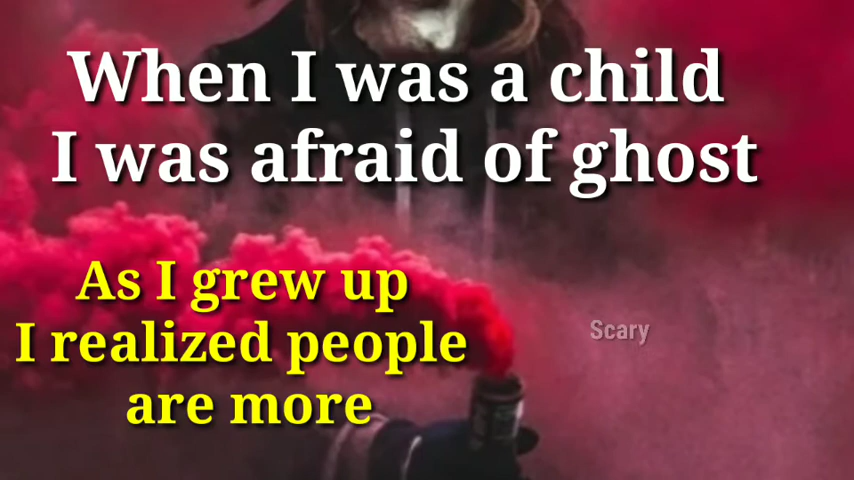 When I was a child
I was afraid of ghost
As I grew up
I realized people
are more
Scary